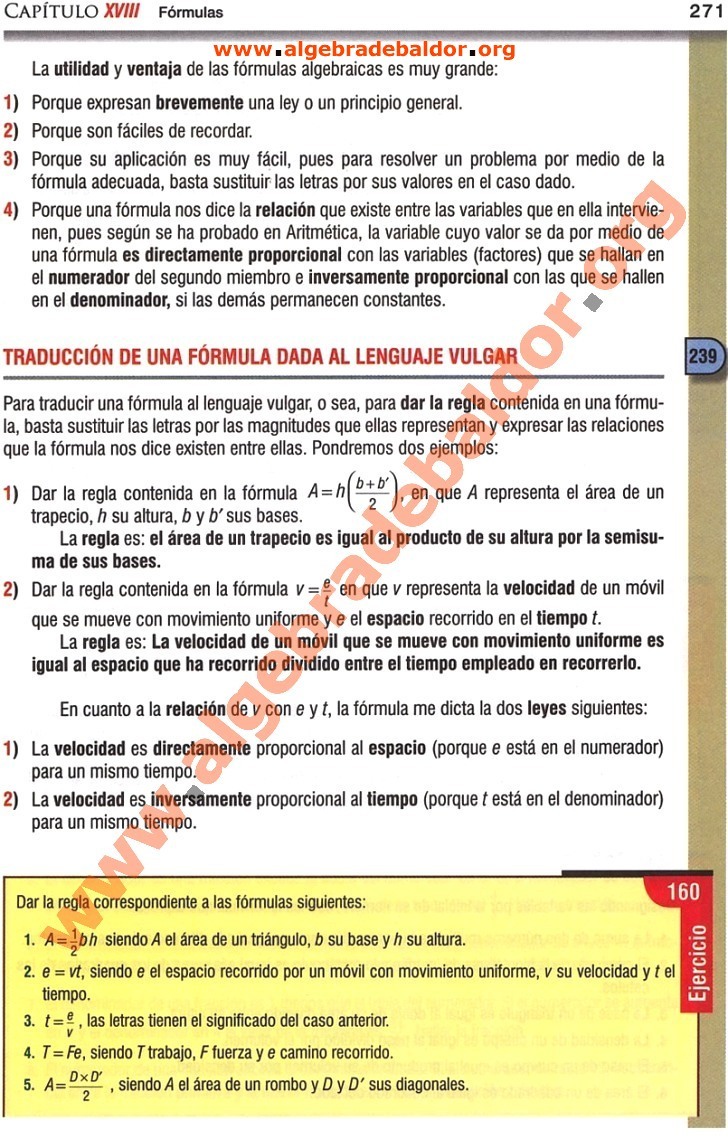 CAPÍTULO XVIII Fórmulas 271
www.algebradebaldor.org
La utilidad y ventaja de las fórmulas algebraicas es muy grande:
1) Porque expresan brevemente una ley o un principio general.
2) Porque son fáciles de recordar.
3) Porque su aplicación es muy fácil, pues para resolver un problema por medio de la
fórmula adecuada, basta sustituir las letras por sus valores en el caso dado.
4) Porque una fórmula nos dice la relación que existe entre las variables que en ella intervie-
nen, pues según se ha probado en Aritmética, la variable cuyo valor se da por medio de
una fórmula es directamente proporcional con las variables (factores) que se hallan en
el numerador del segundo miembro e inversamente proporcional con las que se hallen
en el denominador, si las demás permanecen constantes.
TRADUCCIÓN DE UNA FÓRMULA DADA AL LENGUAJE VULGAR 239
Para traducir una fórmula al lenguaje vulgar, o sea, para dar la regla contenida en una fórmu-
la, basta sustituir las letras por las magnitudes que ellas representan y expresar las relaciones
que la fórmula nos dice existen entre ellas. Pondremos dos ejemplos:
1) Dar la regla contenida en la fórmula A = h((b + b′)/2), en que A representa el área de un
trapecio, h su altura, b y b′ sus bases.
La regla es: el área de un trapecio es igual al producto de su altura por la semisu-
ma de sus bases.
2) Dar la regla contenida en la fórmula v = e/t en que v representa la velocidad de un móvil
que se mueve con movimiento uniforme y e el espacio recorrido en el tiempo t.
La regla es: La velocidad de un móvil que se mueve con movimiento uniforme es
igual al espacio que ha recorrido dividido entre el tiempo empleado en recorrerlo.
En cuanto a la relación de v con e y t, la fórmula me dicta la dos leyes siguientes:
1) La velocidad es directamente proporcional al espacio (porque e está en el numerador)
para un mismo tiempo.
2) La velocidad es inversamente proporcional al tiempo (porque t está en el denominador)
para un mismo tiempo.
160
Ejercicio
Dar la regla correspondiente a las fórmulas siguientes:
1. A = 1/2 bh siendo A el área de un triángulo, b su base y h su altura.
2. e = vt, siendo e el espacio recorrido por un móvil con movimiento uniforme, v su velocidad y t el
tiempo.
3. t = e/v, las letras tienen el significado del caso anterior.
4. T = Fe, siendo T trabajo, F fuerza y e camino recorrido.
5. A = D × D′/2, siendo A el área de un rombo y D y D′ sus diagonales.
www.algebradebaldor.org